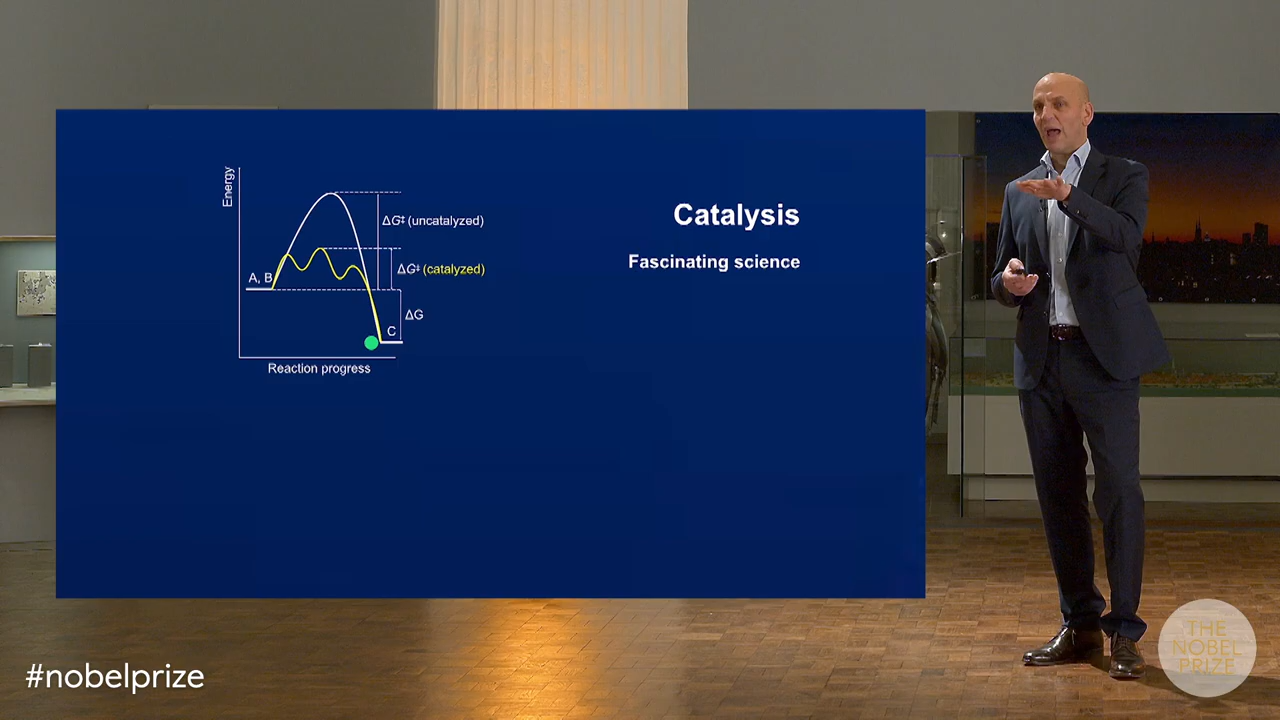 Energy
ΔG‡ (uncatalyzed)
A, B
ΔG‡ (catalyzed)
ΔG
C
Reaction progress
Catalysis
Fascinating science
#nobelprize
THE
NOBEL
PRIZE